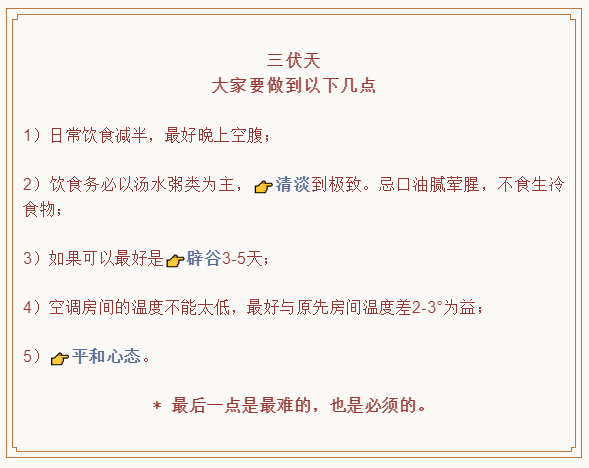 三伏天
大家要做到以下几点
1）日常饮食减半，最好晚上空腹；
2）饮食务必以汤水粥类为主，👉清淡到极致。忌口油腻荤腥，不食生冷
食物；
3）如果可以最好是👉辟谷3-5天；
4）空调房间的温度不能太低，最好与原先房间温度差2-3°为益；
5）👉平和心态。
* 最后一点是最难的，也是必须的。